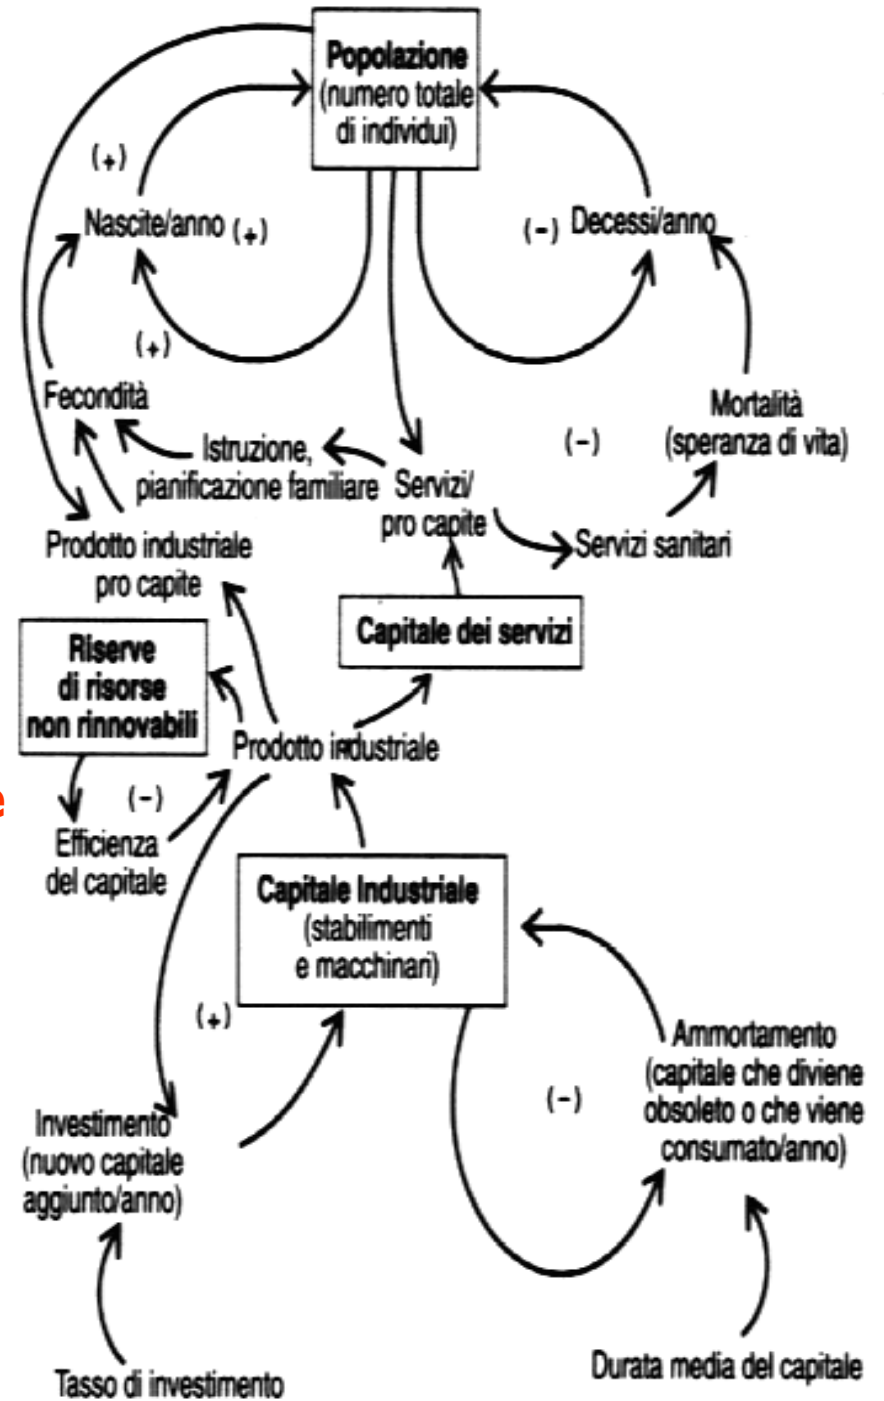 Popolazione
(numero totale
di individui)
(+)
Nascite/anno (+)
(-) Decessi/anno
(+)
Fecondità
Mortalità
(speranza di vita)
(-)
Istruzione,
pianificazione familiare
Servizi/
pro capite
Servizi sanitari
Prodotto industriale
pro capite
Capitale dei servizi
Riserve
di risorse
non rinnovabili
Prodotto industriale
e
(-)
Efficienza
del capitale
Capitale Industriale
(stabilimenti
e macchinari)
(+)
Ammortamento
(capitale che diviene
obsoleto o che viene
consumato/anno)
(-)
Investimento
(nuovo capitale
aggiunto/anno)
Tasso di investimento
Durata media del capitale